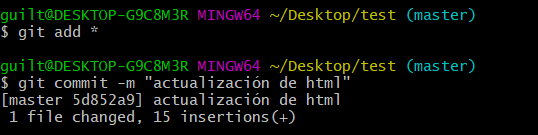 guilt@DESKTOP-G9C8M3R MINGW64 ~/Desktop/test (master)
$ git add *
guilt@DESKTOP-G9C8M3R MINGW64 ~/Desktop/test (master)
$ git commit -m "actualización de html"
[master 5d852a9] actualización de html
 1 file changed, 15 insertions(+)